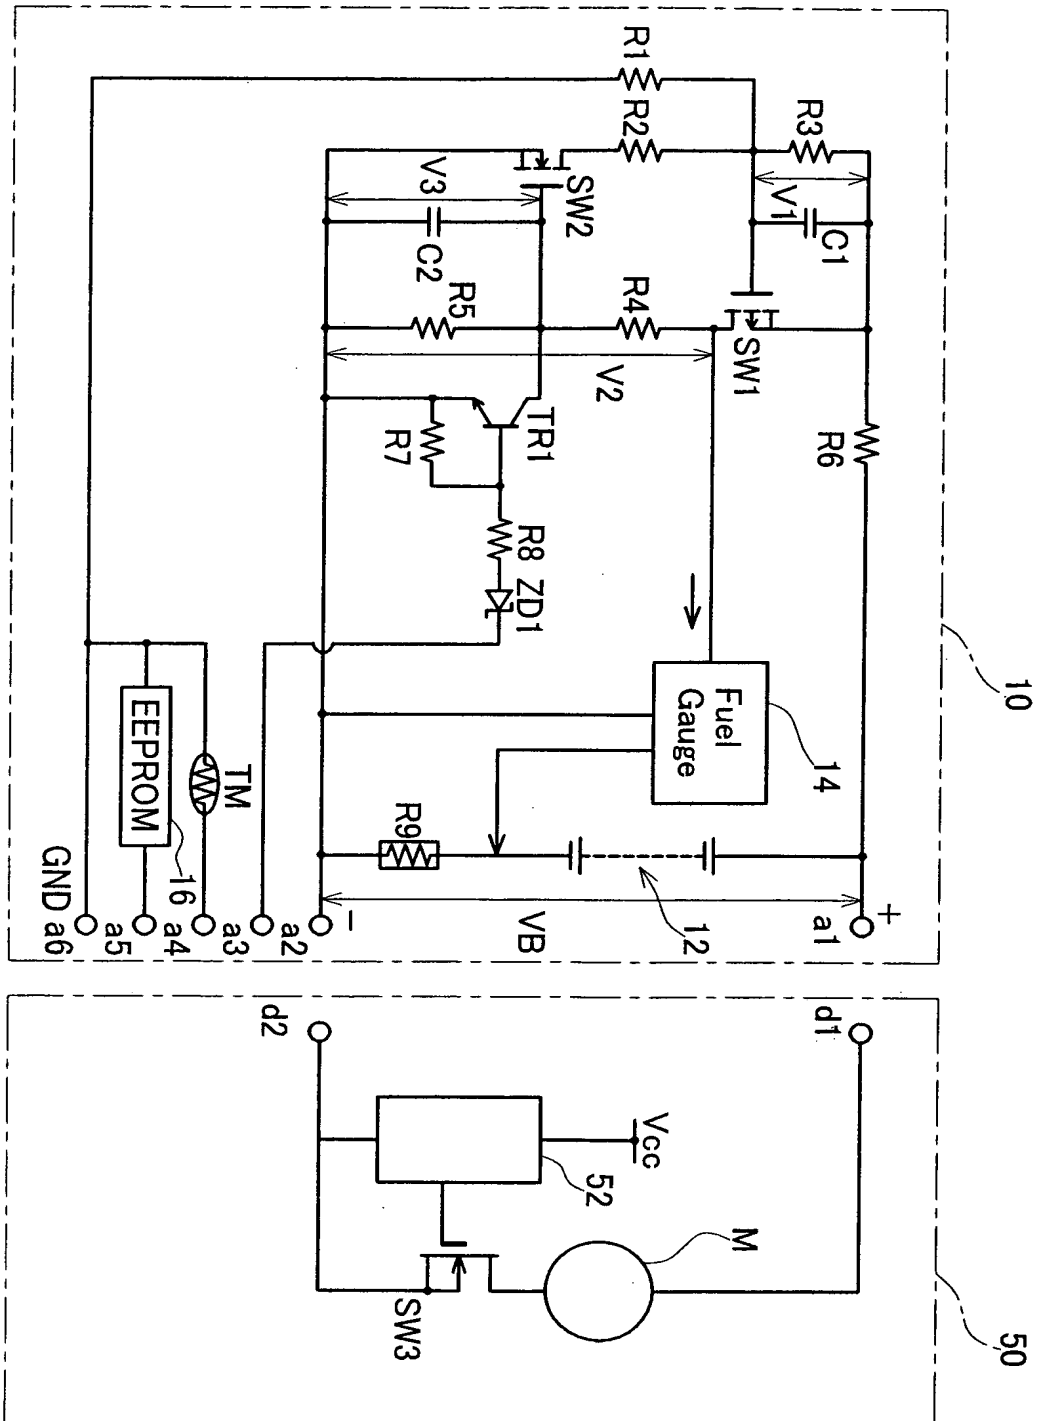 10
R1
R2
R3
V1
C1
SW2
V3
C2
R5
R4
SW1
V2
R6
TR1
R7
R8
ZD1
Fuel
Gauge
14
TM
EEPROM
16
R9
12
VB
+
a1
−
a2
a3
a4
a5
GND
a6
50
d1
d2
Vcc
52
M
SW3